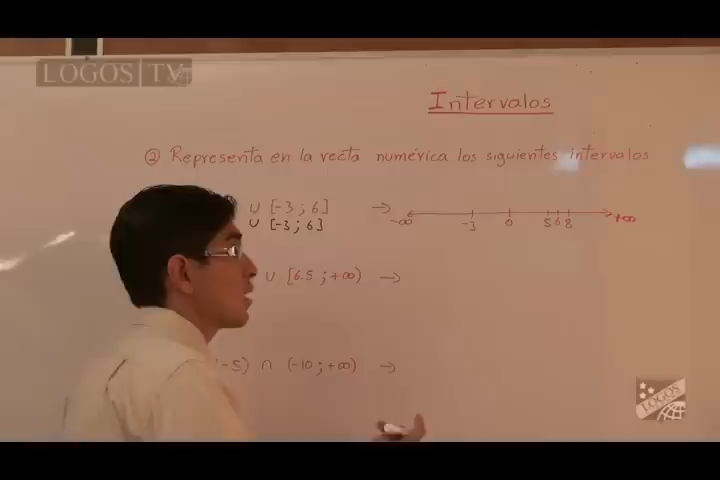 LOGOS TV
Intervalos
② Representa en la recta numérica los siguientes intervalos
∪ [-3 ; 6] →
∪ [-3 ; 6]
-∞ -3 0 5 6 8 +∞
∪ [6.5 ; +∞) →
-5) ∩ (-10 ; +∞) →
LOGOS